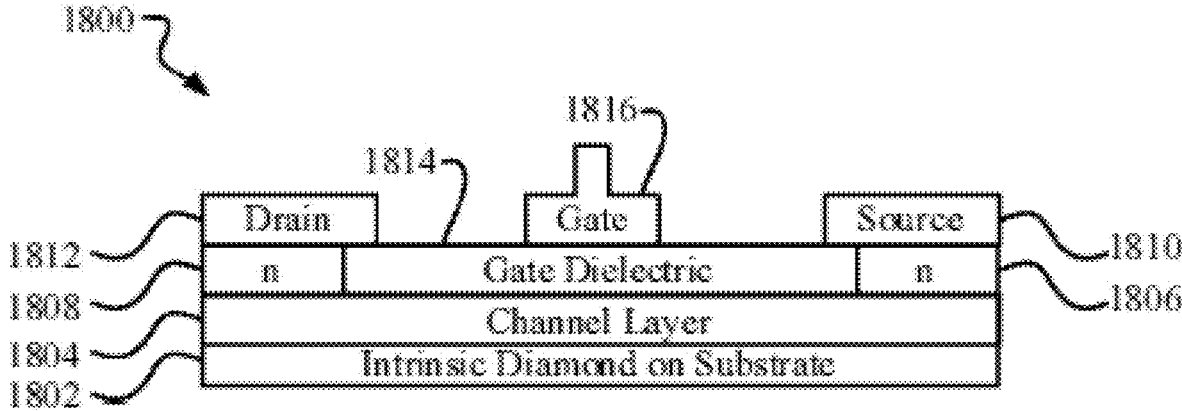 1800
1816
1814
Drain
Gate
Source
1812
1810
n
Gate Dielectric
n
1808
1806
Channel Layer
1804
Intrinsic Diamond on Substrate
1802